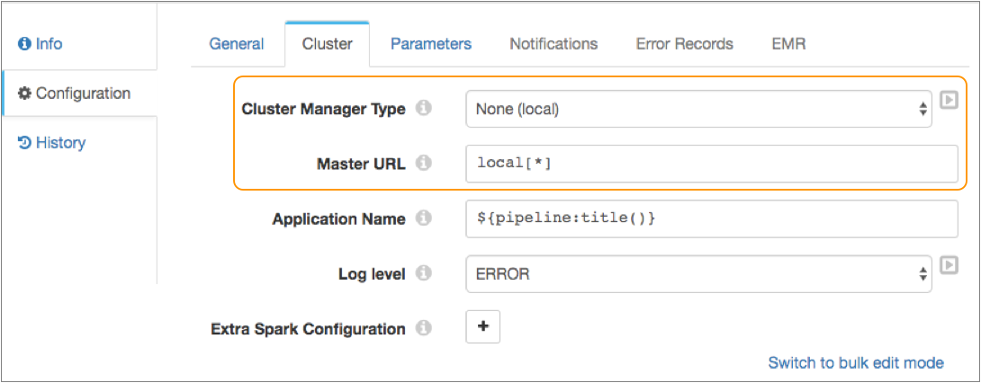 Info
Configuration
History
General Cluster Parameters Notifications Error Records EMR
Cluster Manager Type None (local)
Master URL local[*]
Application Name ${pipeline:title()}
Log level ERROR
Extra Spark Configuration +
Switch to bulk edit mode